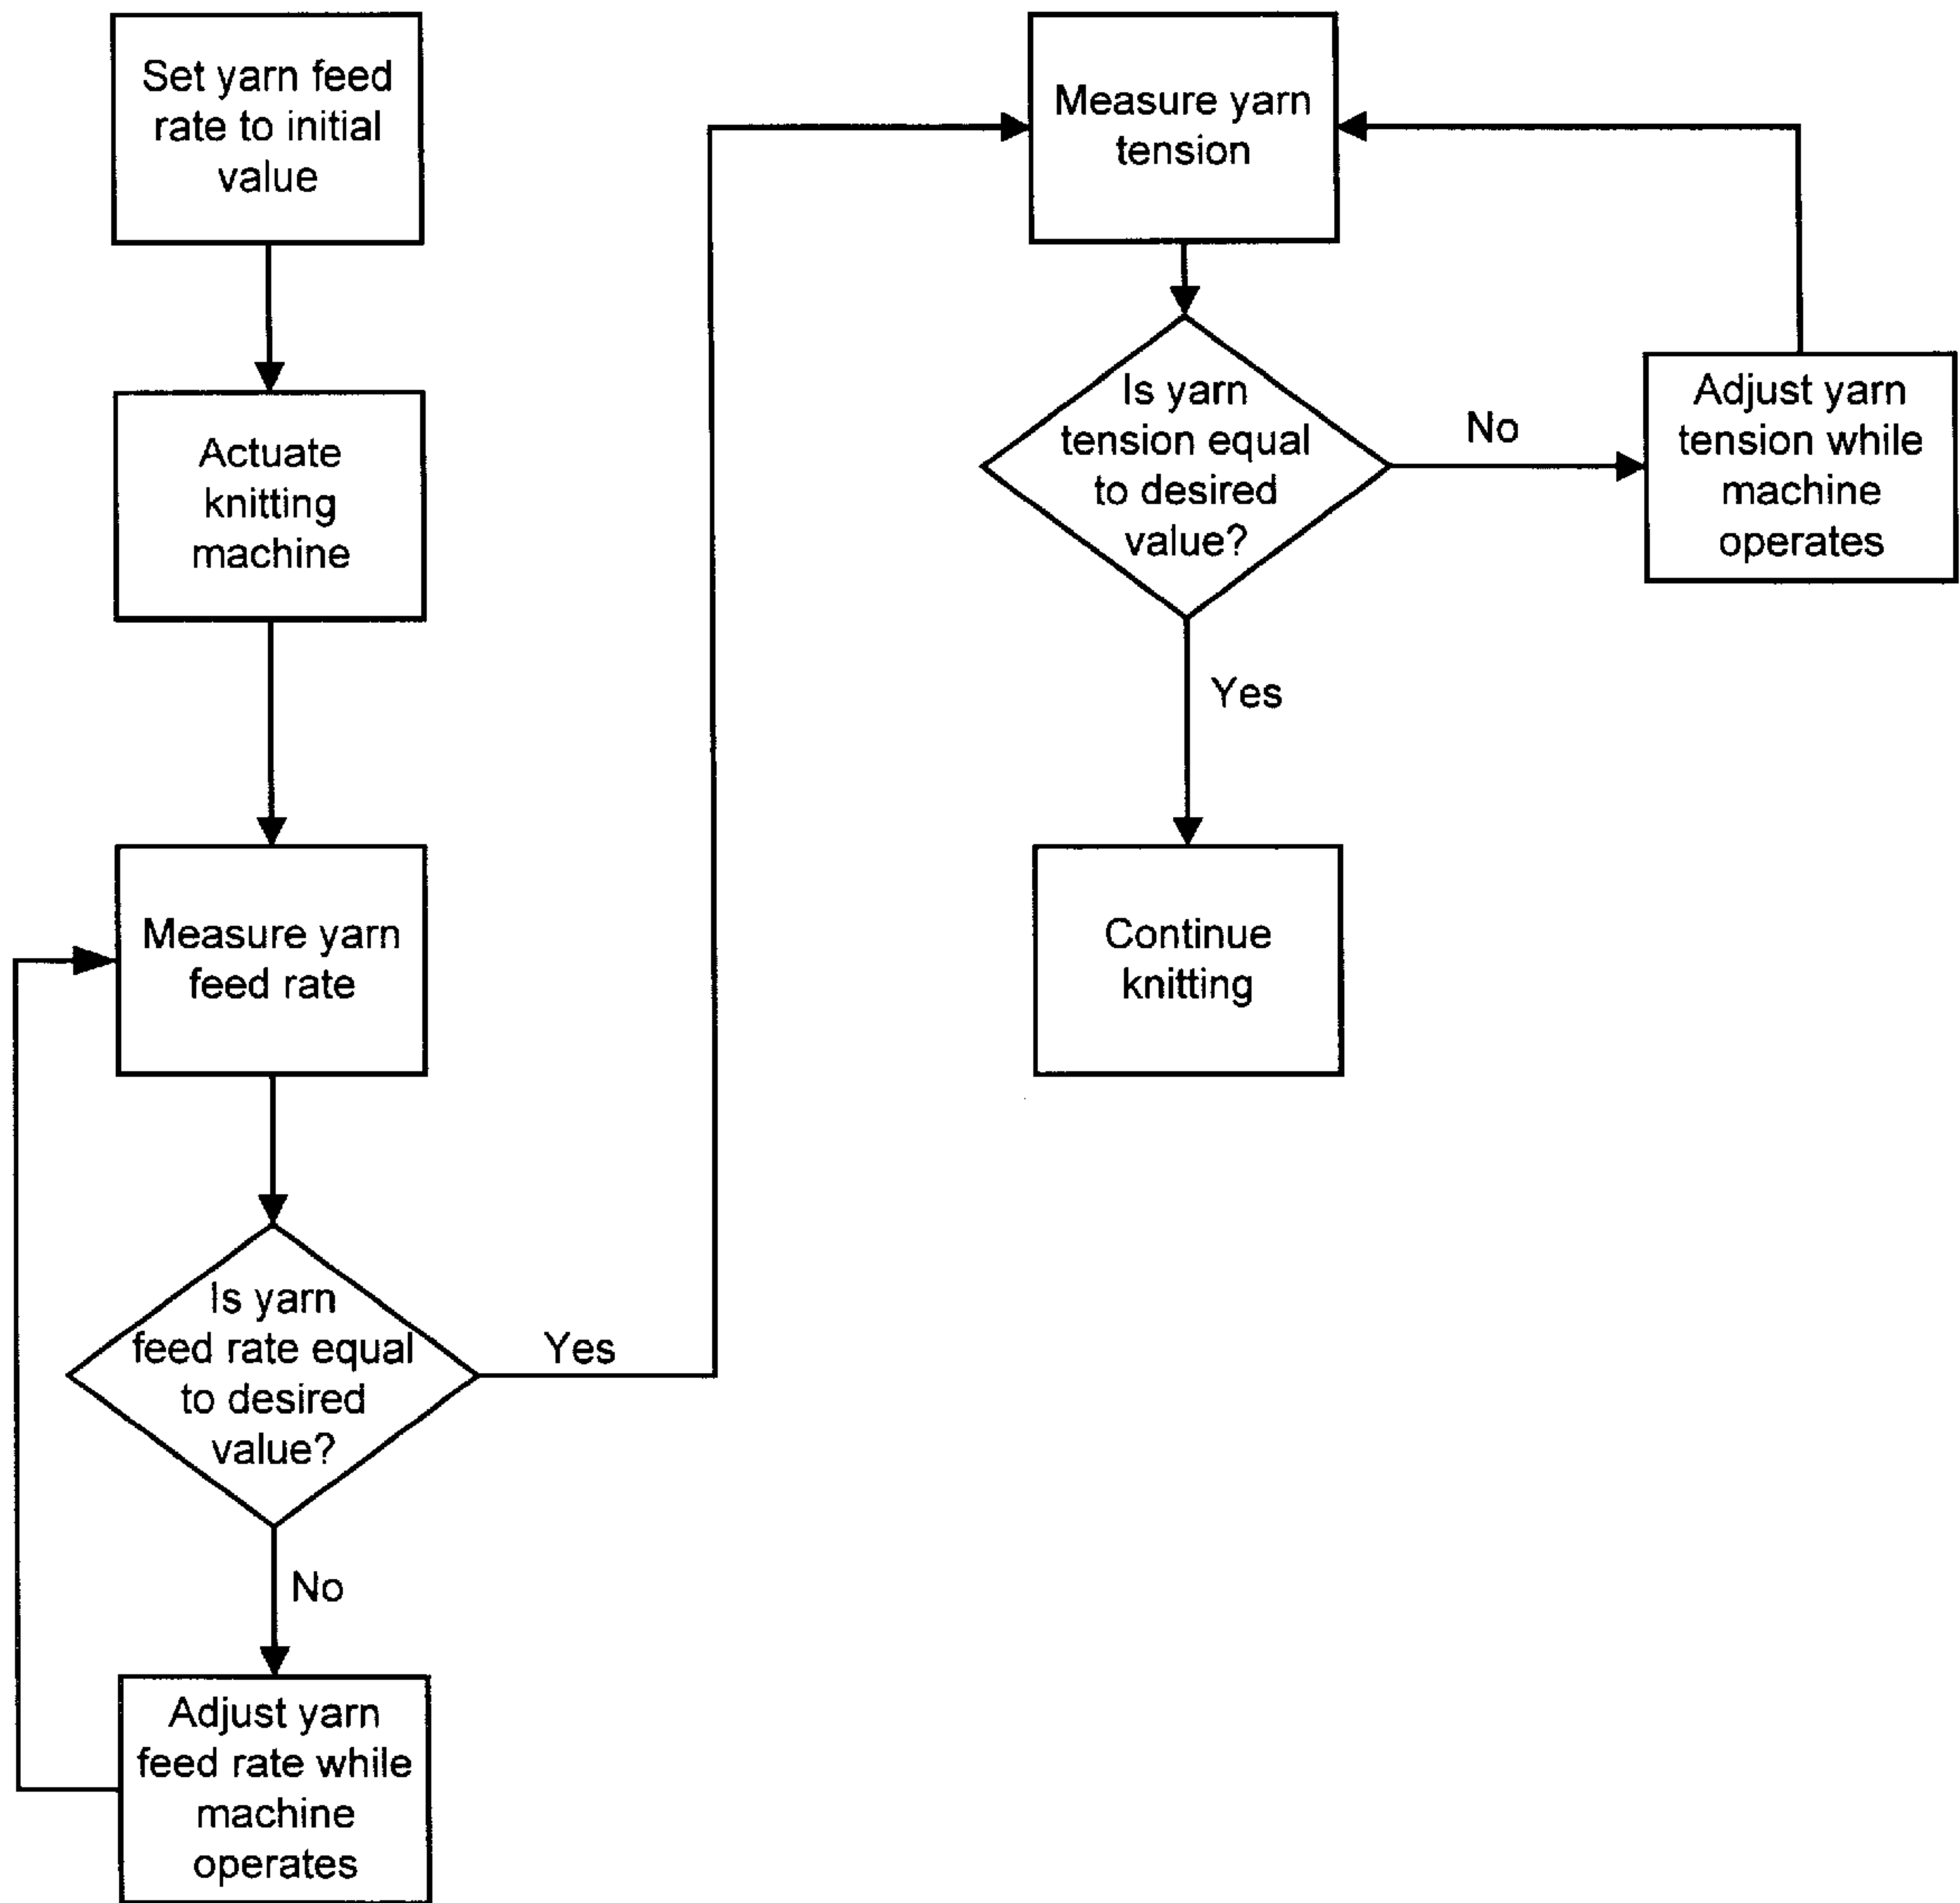 Set yarn feed
rate to initial
value
Actuate
knitting
machine
Measure yarn
feed rate
Is yarn
feed rate equal
to desired
value?
Yes
No
Adjust yarn
feed rate while
machine
operates
Measure yarn
tension
Is yarn
tension equal
to desired
value?
No
Adjust yarn
tension while
machine
operates
Yes
Continue
knitting